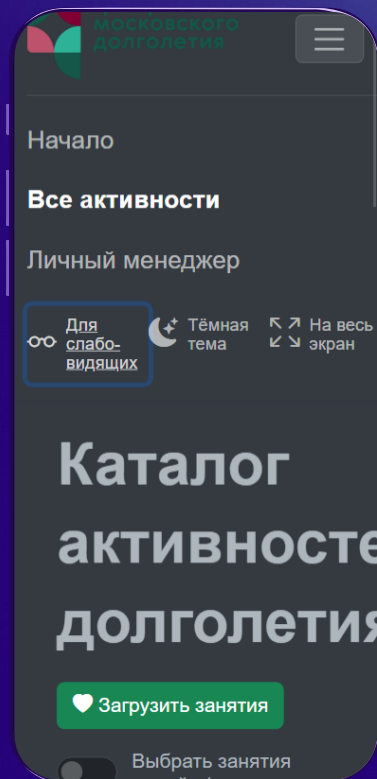 московского
долголетия
Начало
Все активности
Личный менеджер
Для
слабо-
видящих
Тёмная
тема
На весь
экран
Каталог
активносте
долголетия
Загрузить занятия
Выбрать занятия